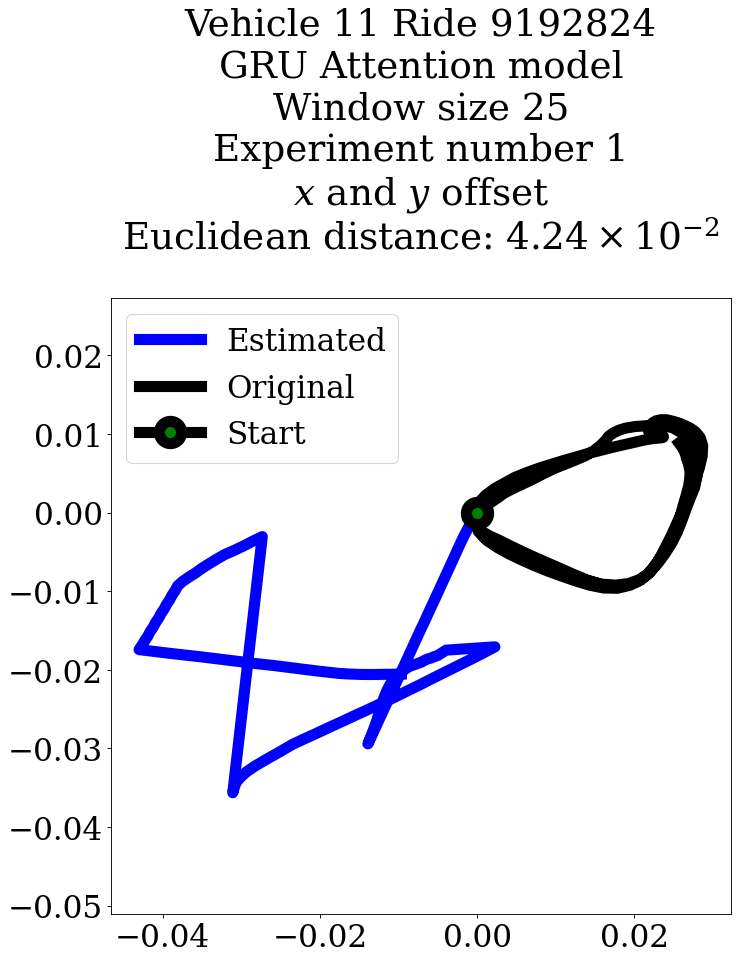 Vehicle 11 Ride 9192824
GRU Attention model
Window size 25
Experiment number 1
x and y offset
Euclidean distance: 4.24 × 10⁻²
Estimated
Original
Start
0.02
0.01
0.00
−0.01
−0.02
−0.03
−0.04
−0.05
−0.04
−0.02
0.00
0.02